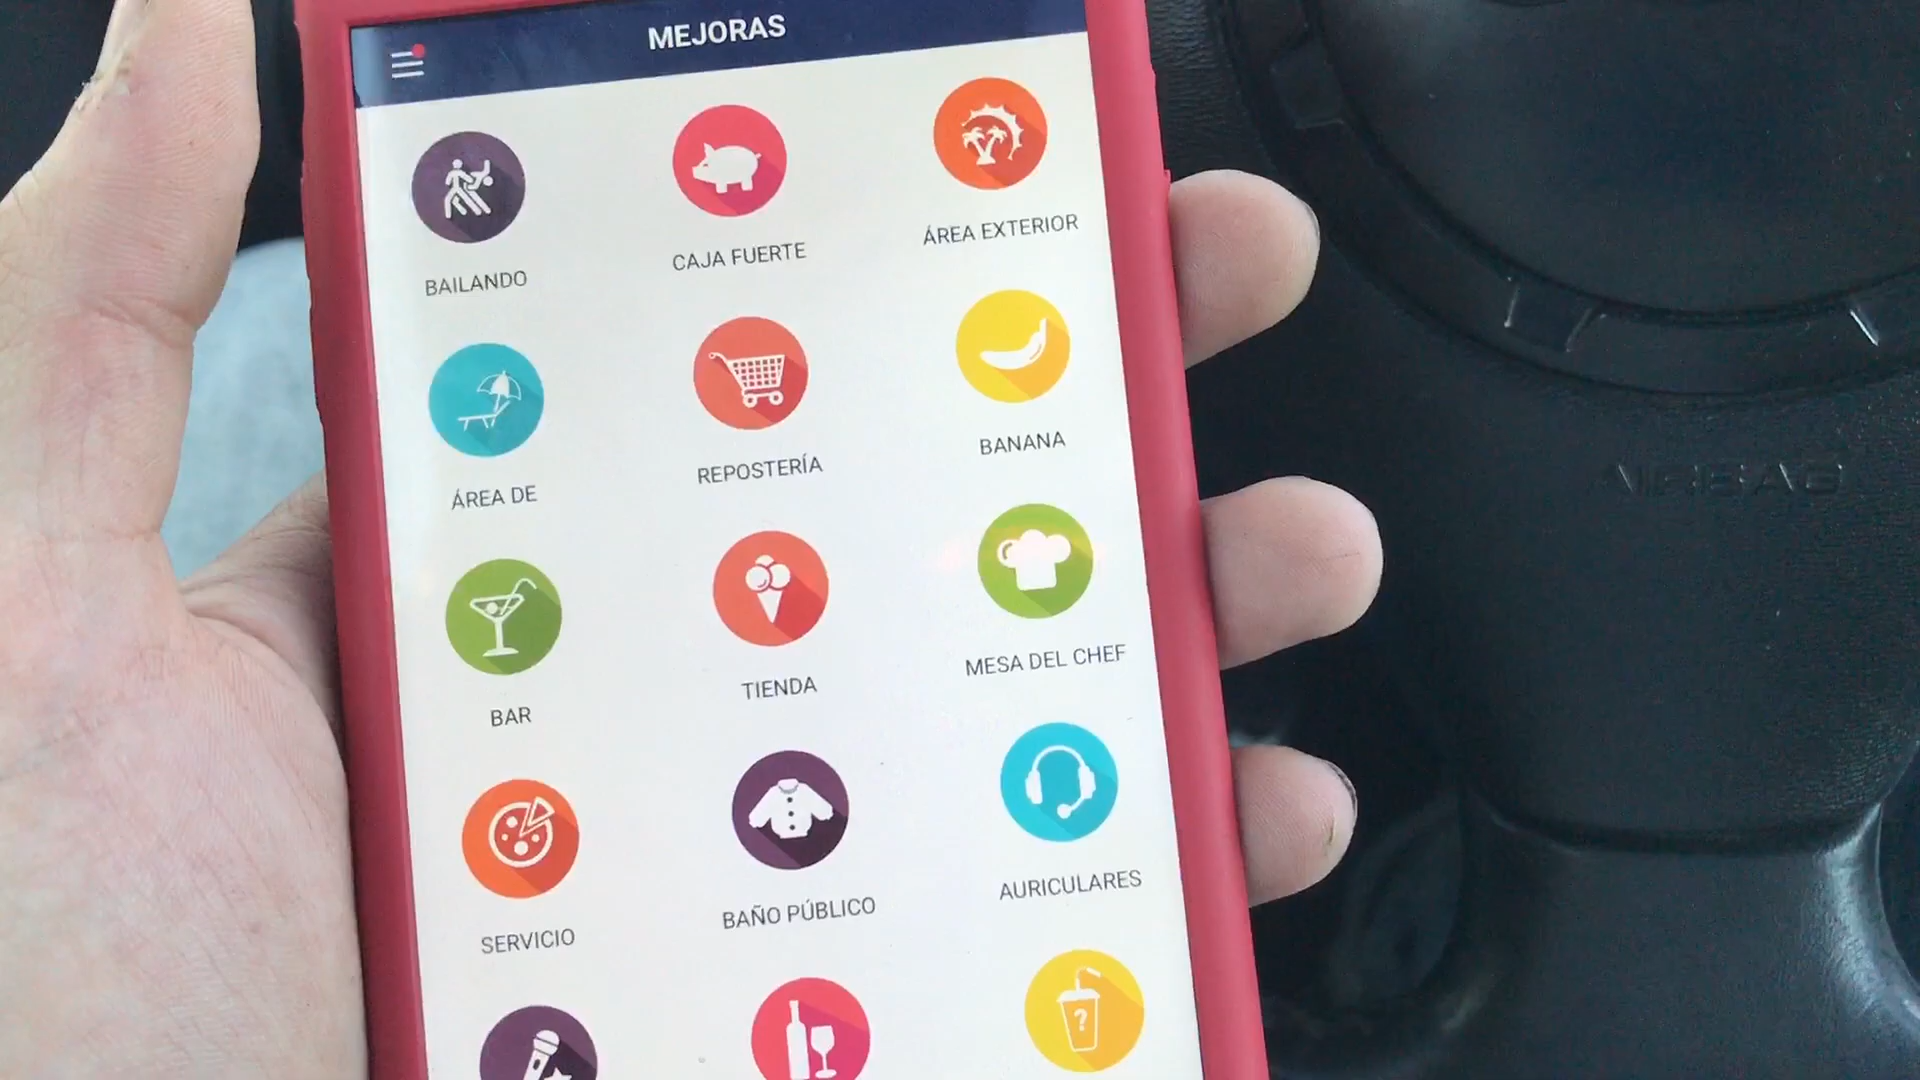 MEJORAS
BAILANDO
CAJA FUERTE
ÁREA EXTERIOR
ÁREA DE
REPOSTERÍA
BANANA
BAR
TIENDA
MESA DEL CHEF
SERVICIO
BAÑO PÚBLICO
AURICULARES
?
AIRBAG